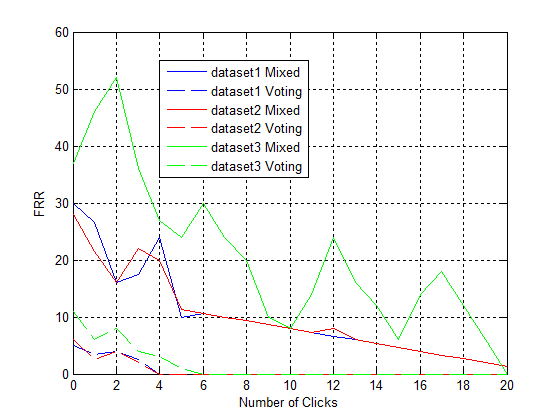 60
50
40
30
20
10
0
FRR
dataset1 Mixed
dataset1 Voting
dataset2 Mixed
dataset2 Voting
dataset3 Mixed
dataset3 Voting
0 2 4 6 8 10 12 14 16 18 20
Number of Clicks